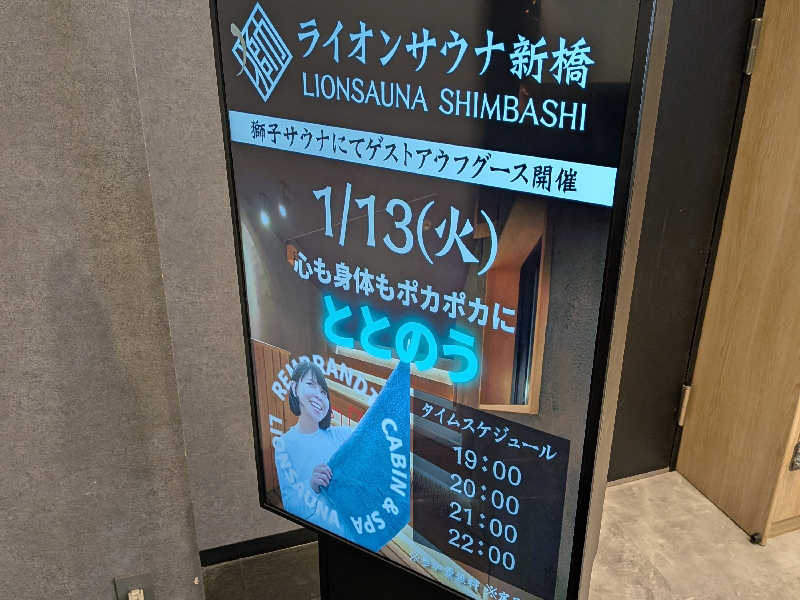 獅
ライオンサウナ新橋
LIONSAUNA SHIMBASHI
獅子サウナにてゲストアウフグース開催
1/13(火)
心も身体もポカポカに
ととのう
REMBRANDT
CABIN & SPA
LIONSAUNA
タイムスケジュール
19:00
20:00
21:00
22:00